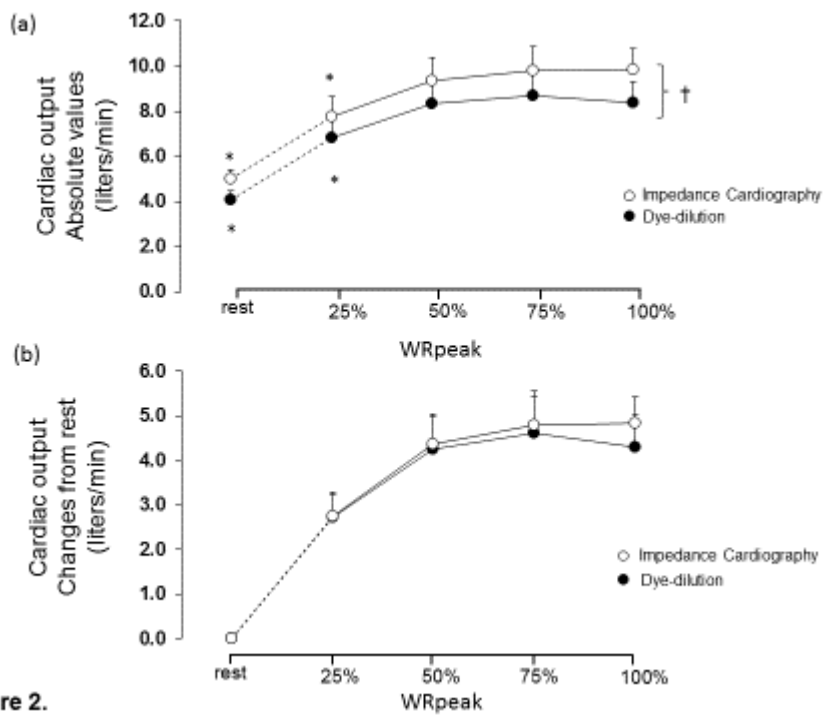 (a)
Cardiac output
Absolute values
(liters/min)
12.0
10.0
8.0
6.0
4.0
2.0
0.0
*
*
*
*
†
Impedance Cardiography
Dye-dilution
rest 25% 50% 75% 100%
WRpeak
(b)
Cardiac output
Changes from rest
(liters/min)
6.0
5.0
4.0
3.0
2.0
1.0
0.0
Impedance Cardiography
Dye-dilution
rest 25% 50% 75% 100%
WRpeak
re 2.